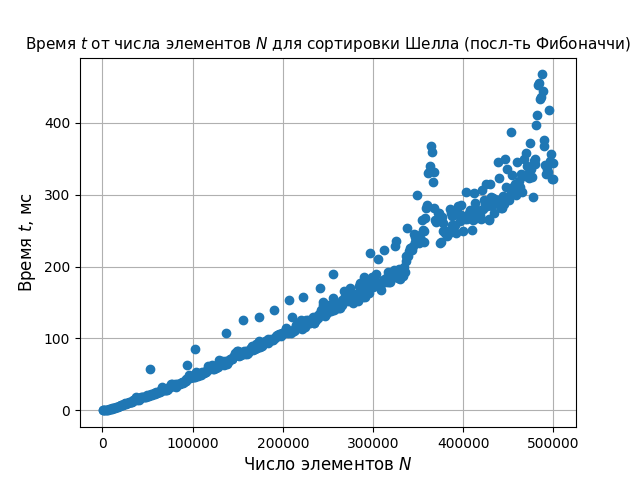 Время t от числа элементов N для сортировки Шелла (посл-ть Фибоначчи)
Время t, мс
400
300
200
100
0
0 100000 200000 300000 400000 500000
Число элементов N